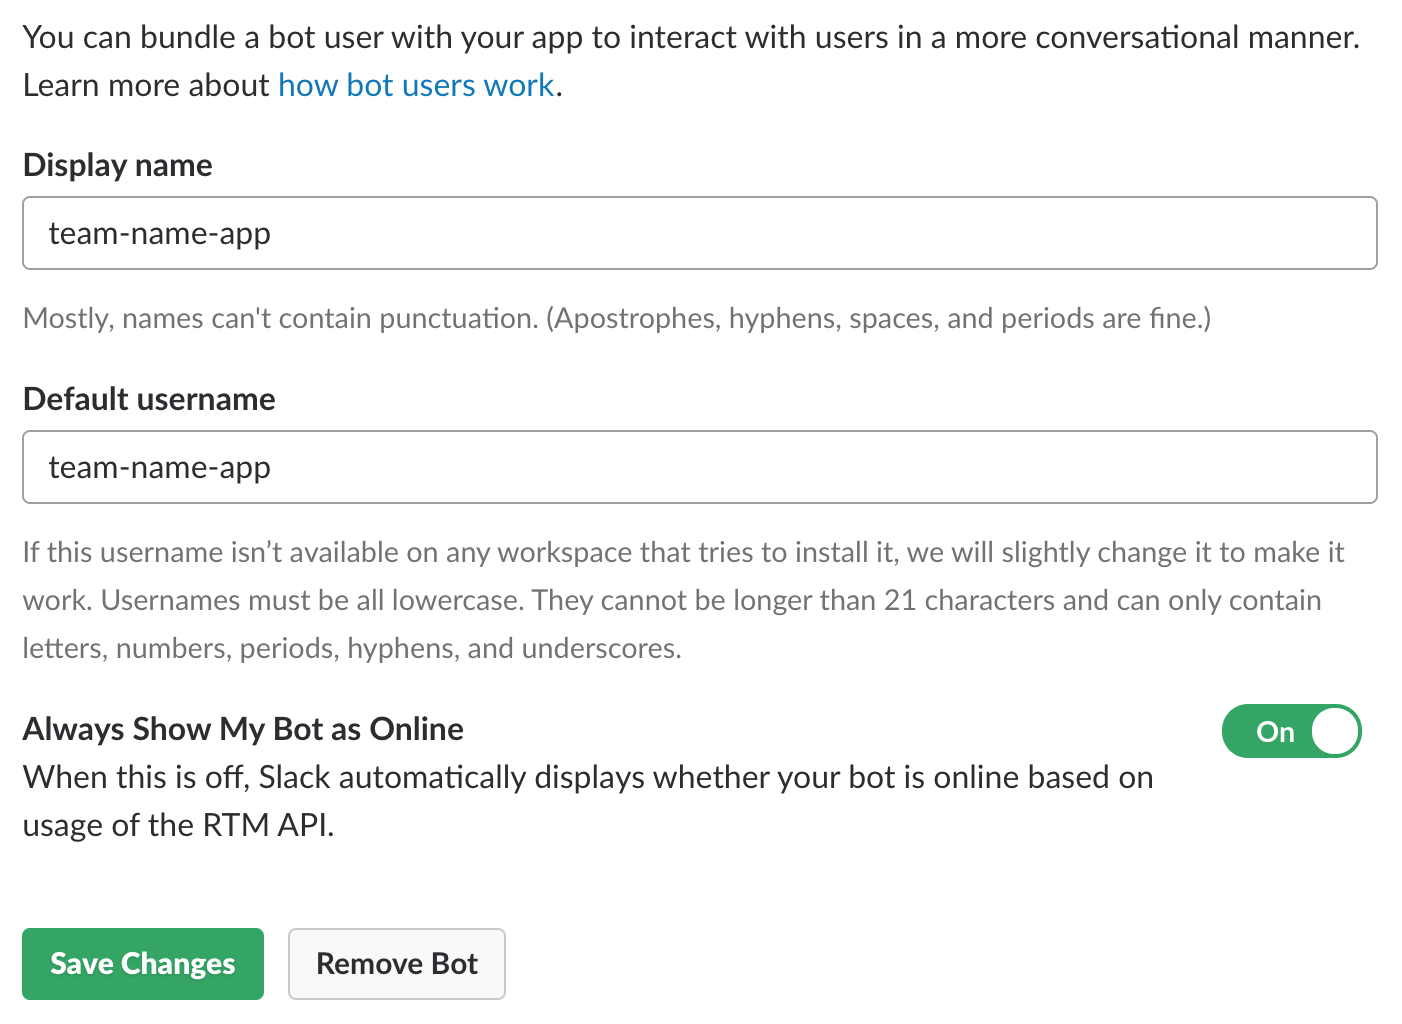 You can bundle a bot user with your app to interact with users in a more conversational manner.
Learn more about how bot users work.
Display name
team-name-app
Mostly, names can't contain punctuation. (Apostrophes, hyphens, spaces, and periods are fine.)
Default username
team-name-app
If this username isn’t available on any workspace that tries to install it, we will slightly change it to make it
work. Usernames must be all lowercase. They cannot be longer than 21 characters and can only contain
letters, numbers, periods, hyphens, and underscores.
Always Show My Bot as Online
On
When this is off, Slack automatically displays whether your bot is online based on
usage of the RTM API.
Save Changes
Remove Bot